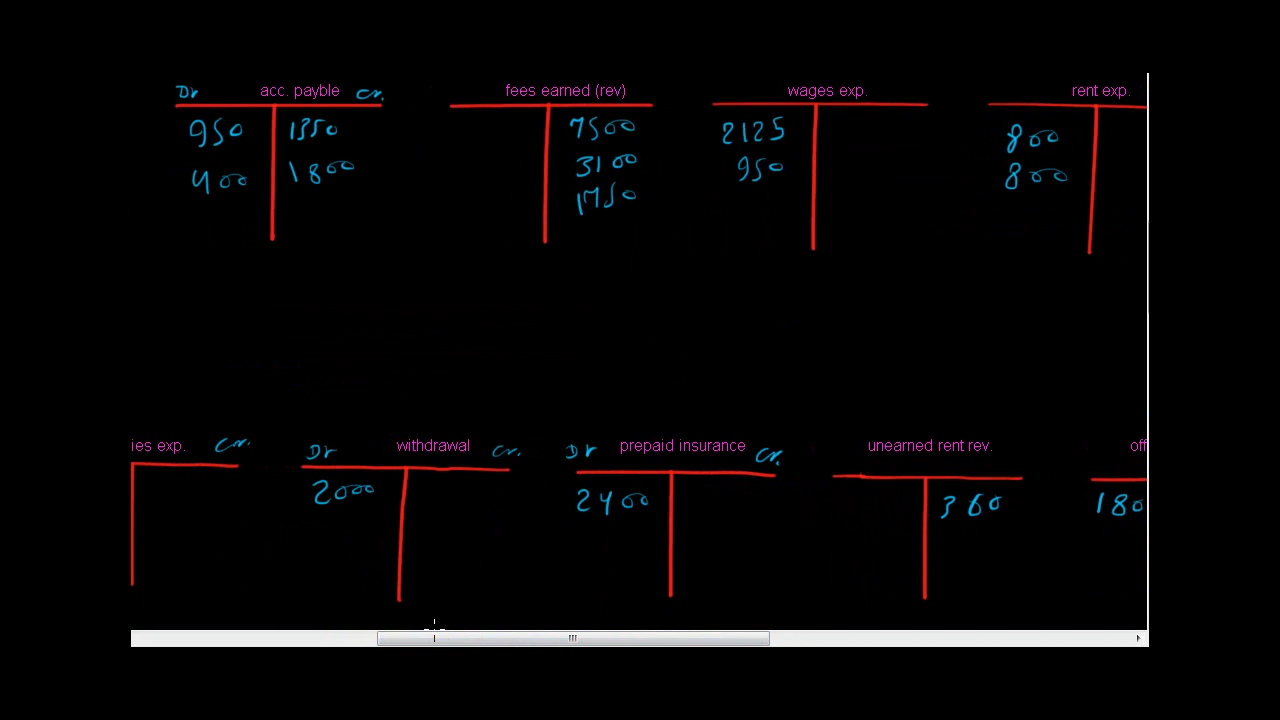 Dr acc. payble Cr. fees earned (rev) wages exp. rent exp.
950 1350 7500 2125 800
400 1800 3100 950 800
1750
ies exp. Cr. Dr withdrawal Cr. Dr prepaid insurance Cr. unearned rent rev. off
2000 2400 360 180